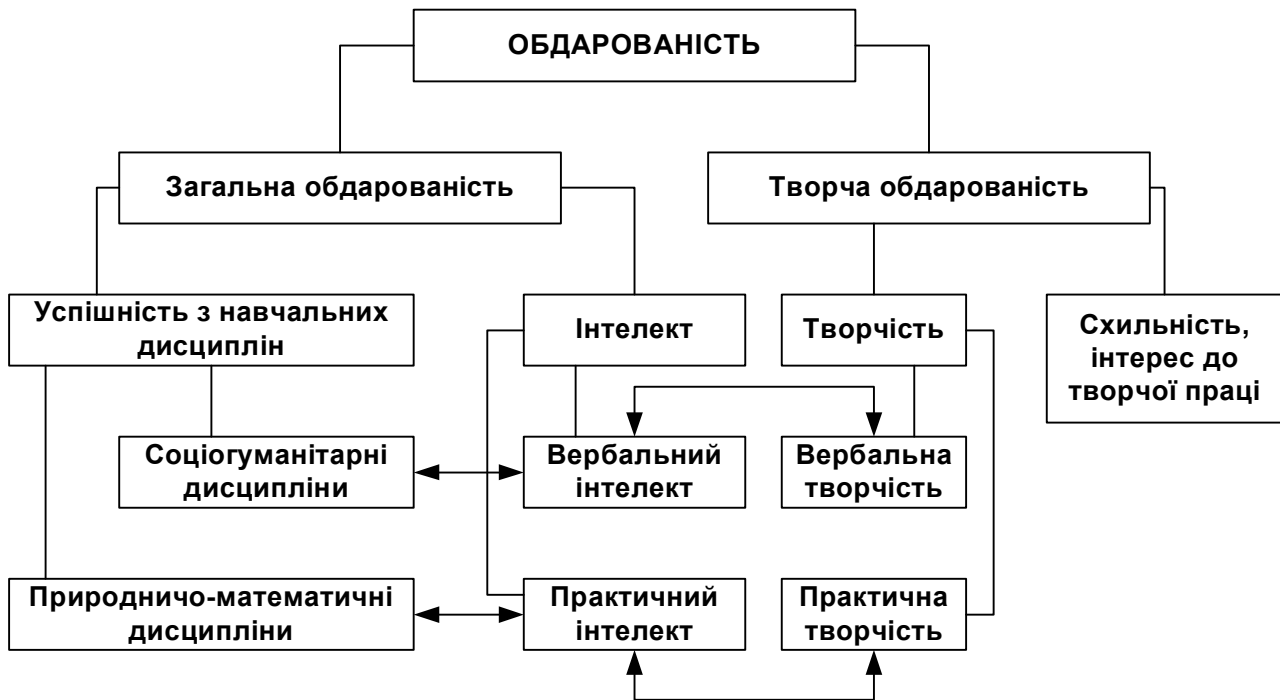 ОБДАРОВАНІСТЬ
Загальна обдарованість
Творча обдарованість
Успішність з навчальних
дисциплін
Інтелект
Творчість
Схильність,
інтерес до
творчої праці
Соціогуманітарні
дисципліни
Вербальний
інтелект
Вербальна
творчість
Природничо-математичні
дисципліни
Практичний
інтелект
Практична
творчість